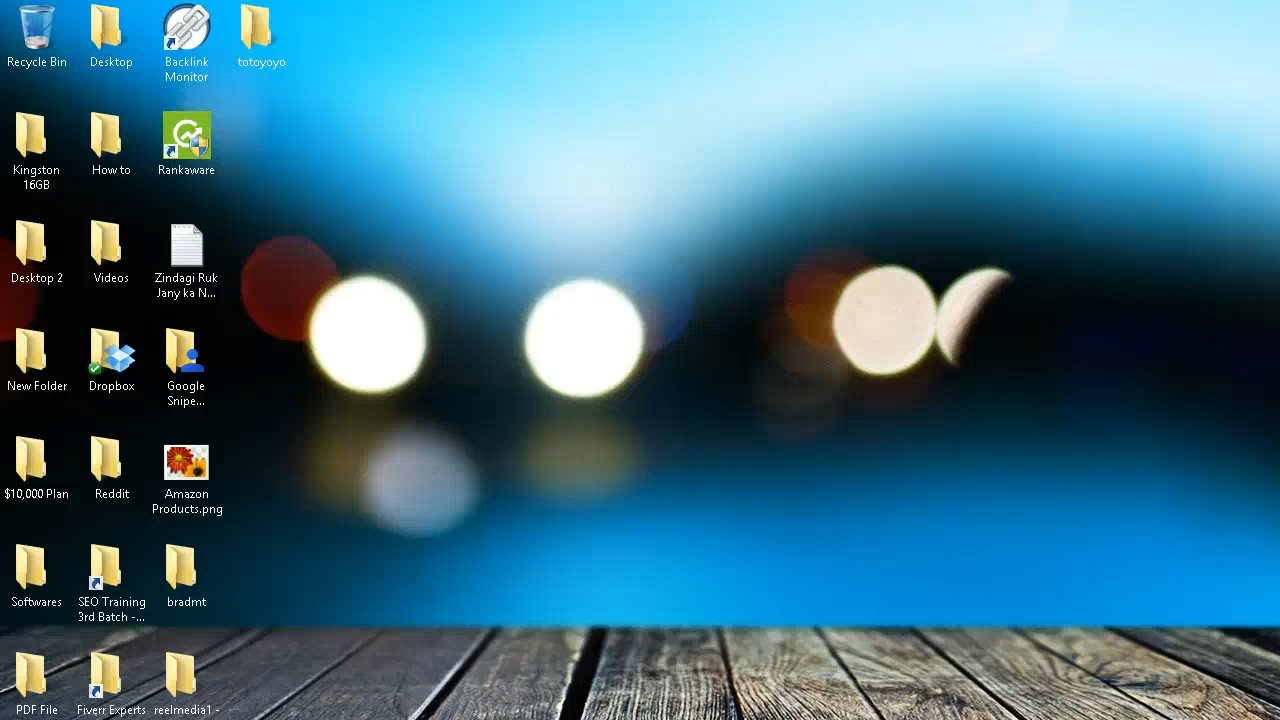 Recycle Bin
Desktop
Backlink
Monitor
totoyoyo
Kingston
16GB
How to
Rankaware
Desktop 2
Videos
Zindagi Ruk
Jany ka N...
New Folder
Dropbox
Google
Snipe...
$10,000 Plan
Reddit
Amazon
Products.png
Softwares
SEO Training
3rd Batch -...
bradmt
PDF File
Fiverr Experts
reelmedia1 -